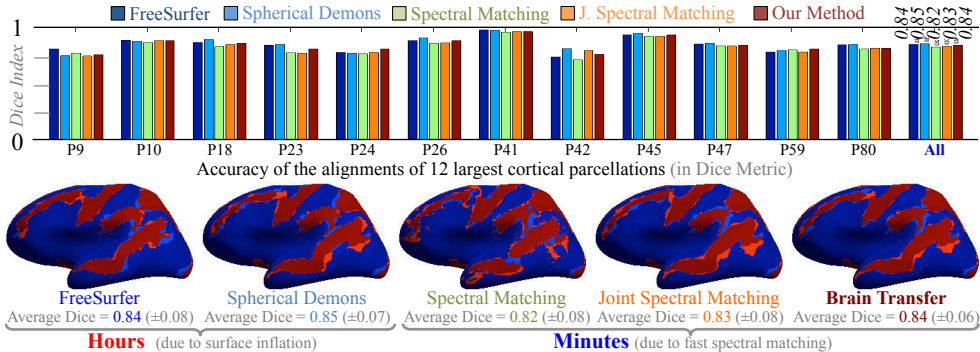 FreeSurfer Spherical Demons Spectral Matching J. Spectral Matching Our Method
1
Dice Index
0
0.84 0.85 0.82 0.83 0.84
P9 P10 P18 P23 P24 P26 P41 P42 P45 P47 P59 P80 All
Accuracy of the alignments of 12 largest cortical parcellations (in Dice Metric)
FreeSurfer Spherical Demons Spectral Matching Joint Spectral Matching Brain Transfer
Average Dice = 0.84 (±0.08) Average Dice = 0.85 (±0.07) Average Dice = 0.82 (±0.08) Average Dice = 0.83 (±0.08) Average Dice = 0.84 (±0.06)
Hours (due to surface inflation) Minutes (due to fast spectral matching)